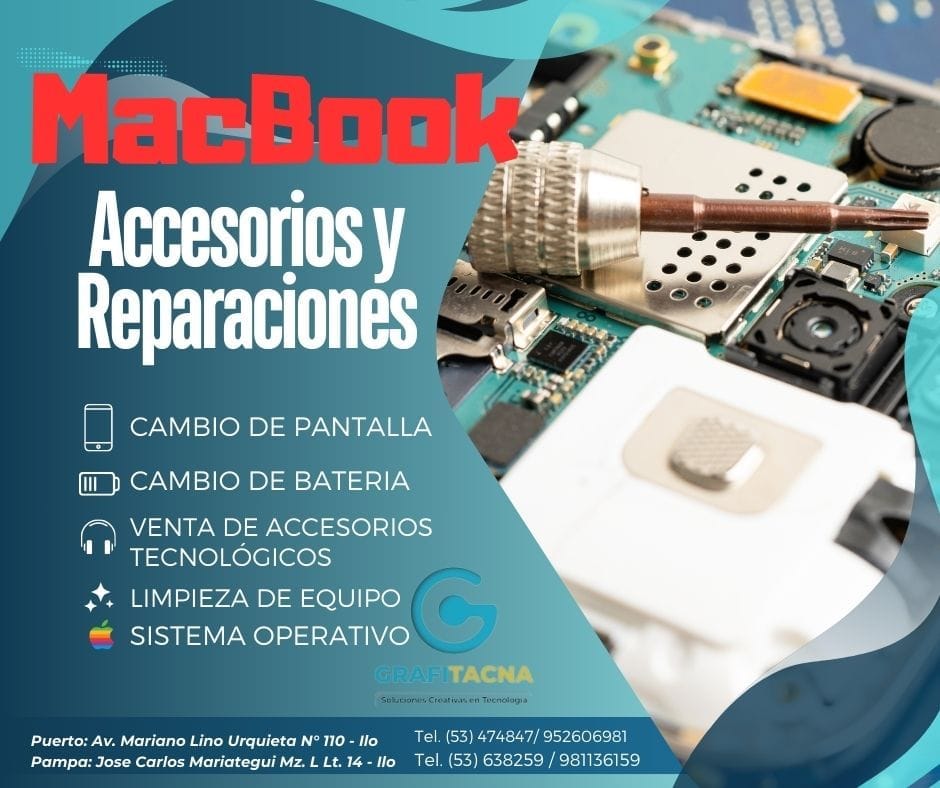 MacBook
Accesorios y
Reparaciones
CAMBIO DE PANTALLA
CAMBIO DE BATERIA
VENTA DE ACCESORIOS
TECNOLÓGICOS
LIMPIEZA DE EQUIPO
SISTEMA OPERATIVO
GRAFITACNA
Soluciones Creativas en Tecnología
Puerto: Av. Mariano Lino Urquieta N° 110 - Ilo
Tel. (53) 474847/ 952606981
Pampa: Jose Carlos Mariategui Mz. L Lt. 14 - Ilo
Tel. (53) 638259 / 981136159